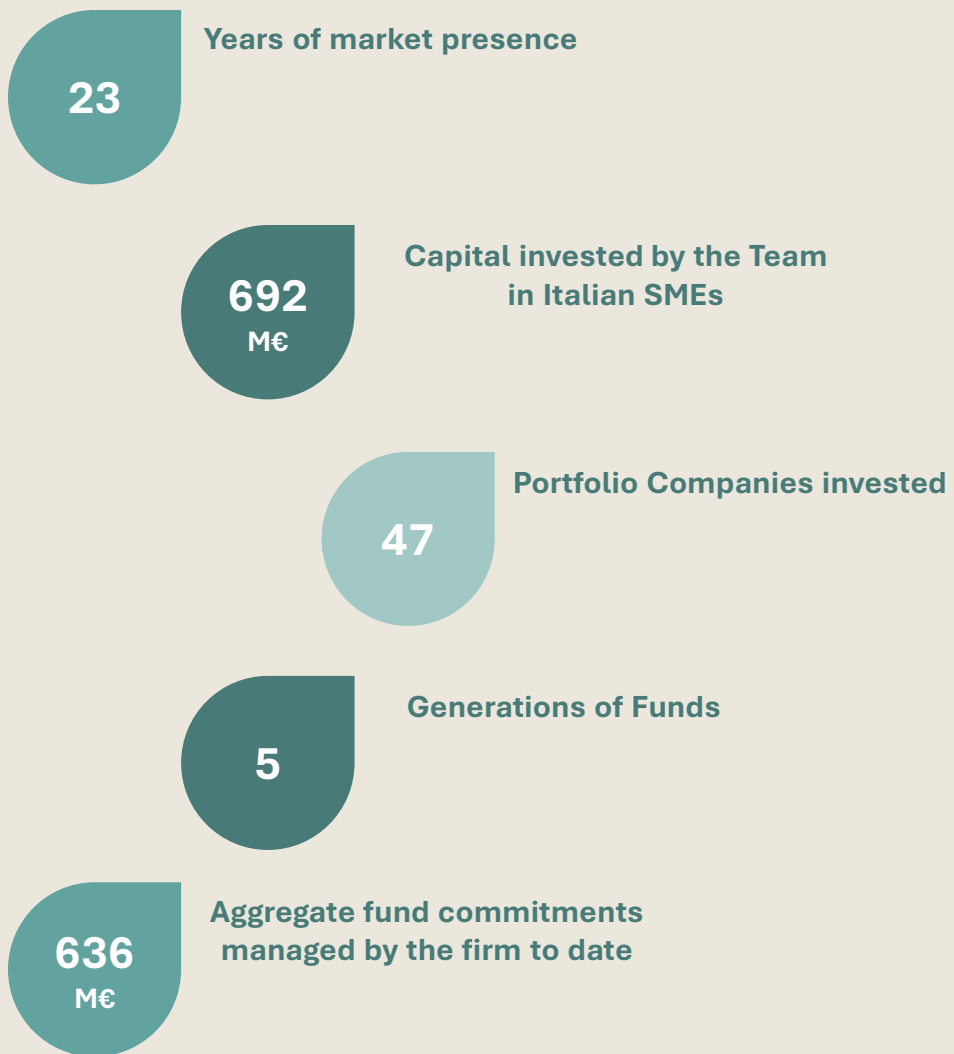 Years of market presence
23
Capital invested by the Team
in Italian SMEs
692
M€
Portfolio Companies invested
47
Generations of Funds
5
Aggregate fund commitments
managed by the firm to date
636
M€